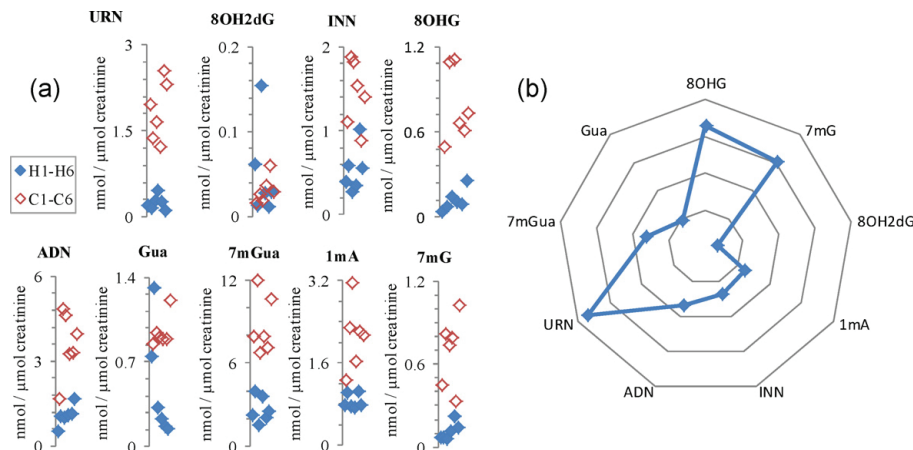 (a)
URN
nmol / µmol creatinine
3
1.5
0
8OH2dG
nmol / µmol creatinine
0.2
0.1
0
INN
nmol / µmol creatinine
2
1
0
8OHG
nmol / µmol creatinine
1.2
0.6
0
H1-H6
C1-C6
ADN
nmol / µmol creatinine
6
3
0
Gua
nmol / µmol creatinine
1.4
0.7
0
7mGua
nmol / µmol creatinine
12
6
0
1mA
nmol / µmol creatinine
3.2
1.6
0
7mG
nmol / µmol creatinine
1.2
0.6
0
(b)
8OHG
7mG
8OH2dG
1mA
INN
ADN
URN
7mGua
Gua